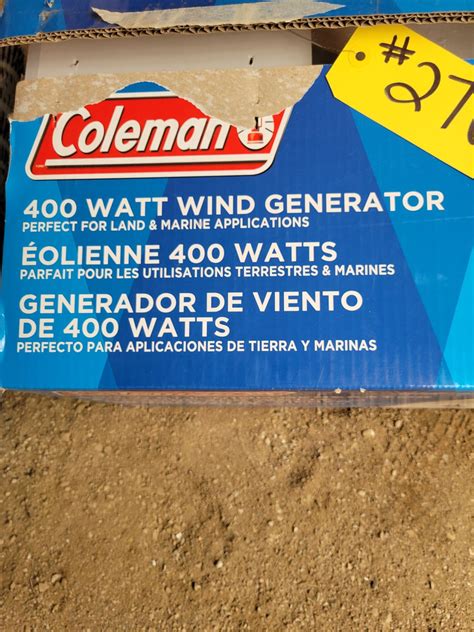 #27
Coleman
400 WATT WIND GENERATOR
PERFECT FOR LAND & MARINE APPLICATIONS
ÉOLIENNE 400 WATTS
PARFAIT POUR LES UTILISATIONS TERRESTRES & MARINES
GENERADOR DE VIENTO
DE 400 WATTS
PERFECTO PARA APLICACIONES DE TIERRA Y MARINAS